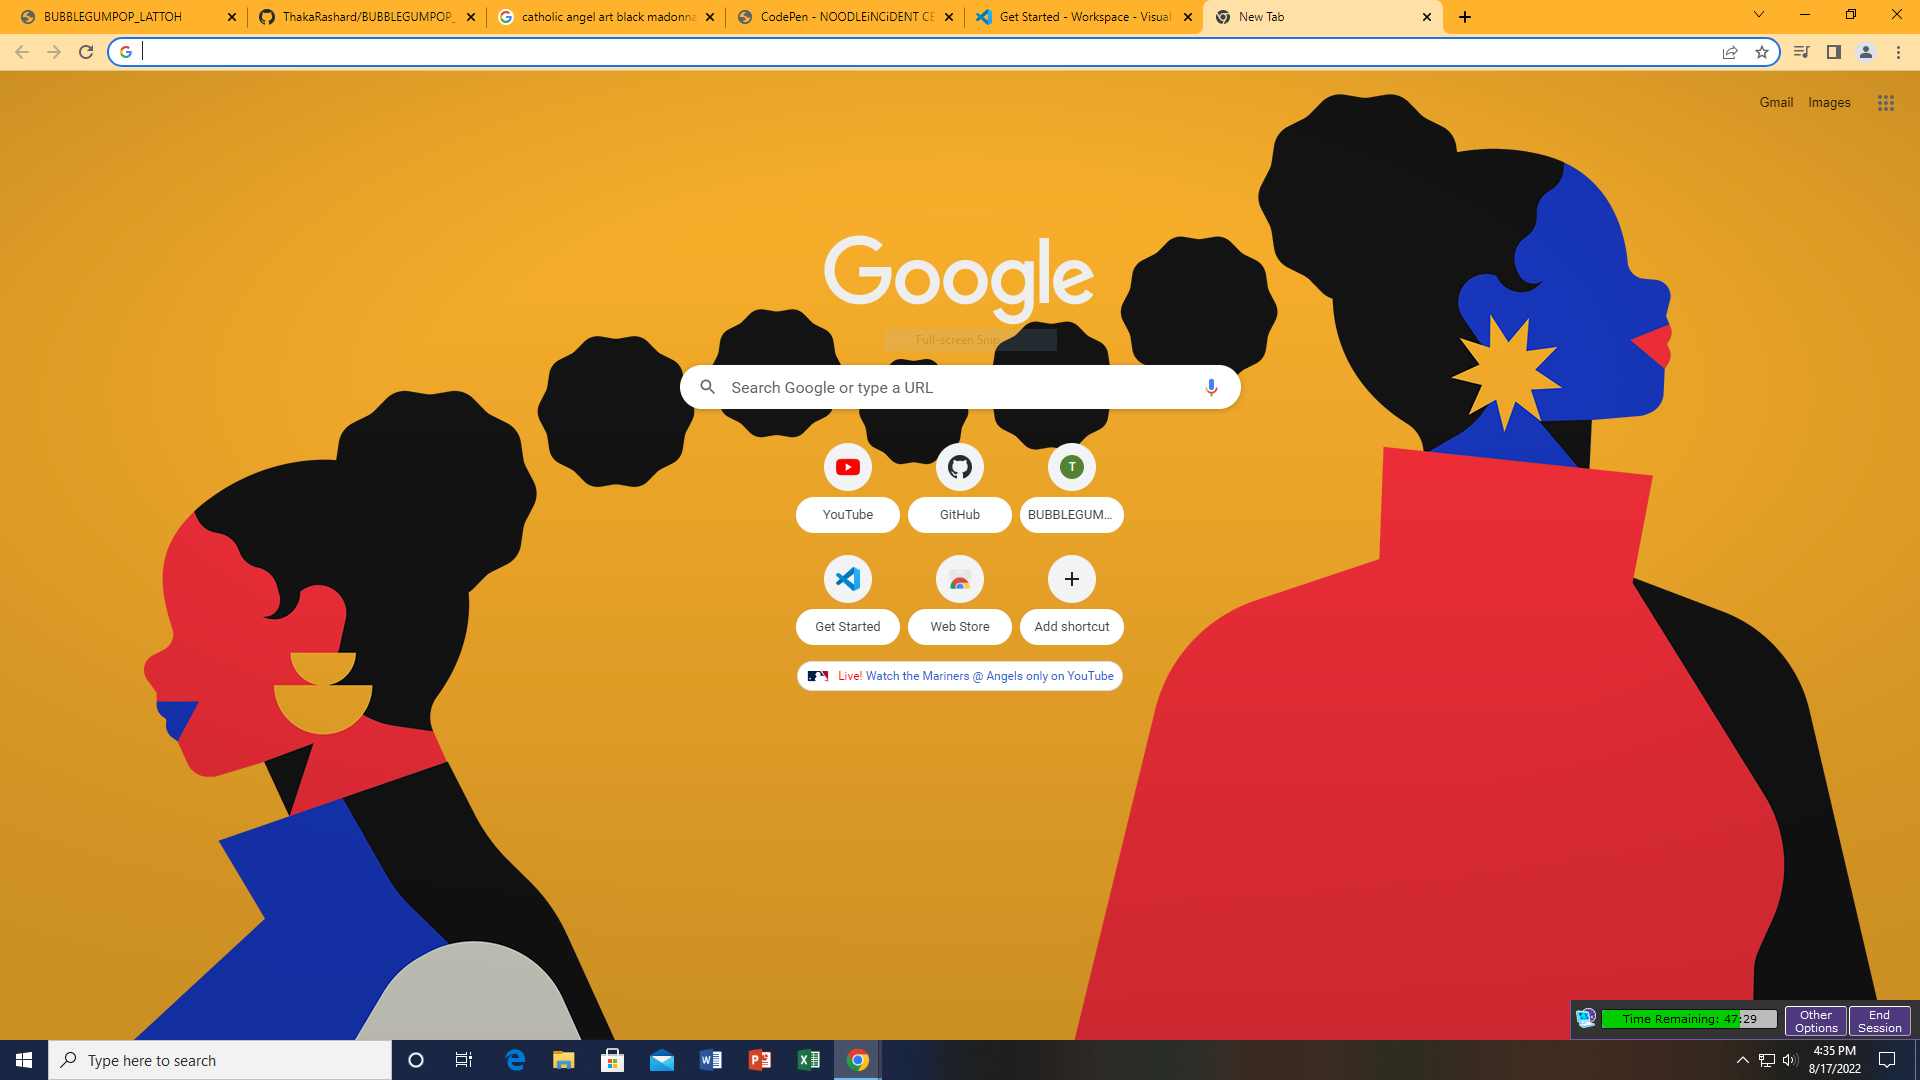 BUBBLEGUMPOP_LATTOH
ThakaRashard/BUBBLEGUMPOP_
catholic angel art black madonna
CodePen - NOODLEiNCiDENT CE
Get Started - Workspace - Visual
New Tab
Gmail
Images
Google
Full-screen Snip
Search Google or type a URL
YouTube
GitHub
T
BUBBLEGUM...
Get Started
Web Store
Add shortcut
Live! Watch the Mariners @ Angels only on YouTube
Time Remaining: 47:29
Other
Options
End
Session
Type here to search
4:35 PM
8/17/2022